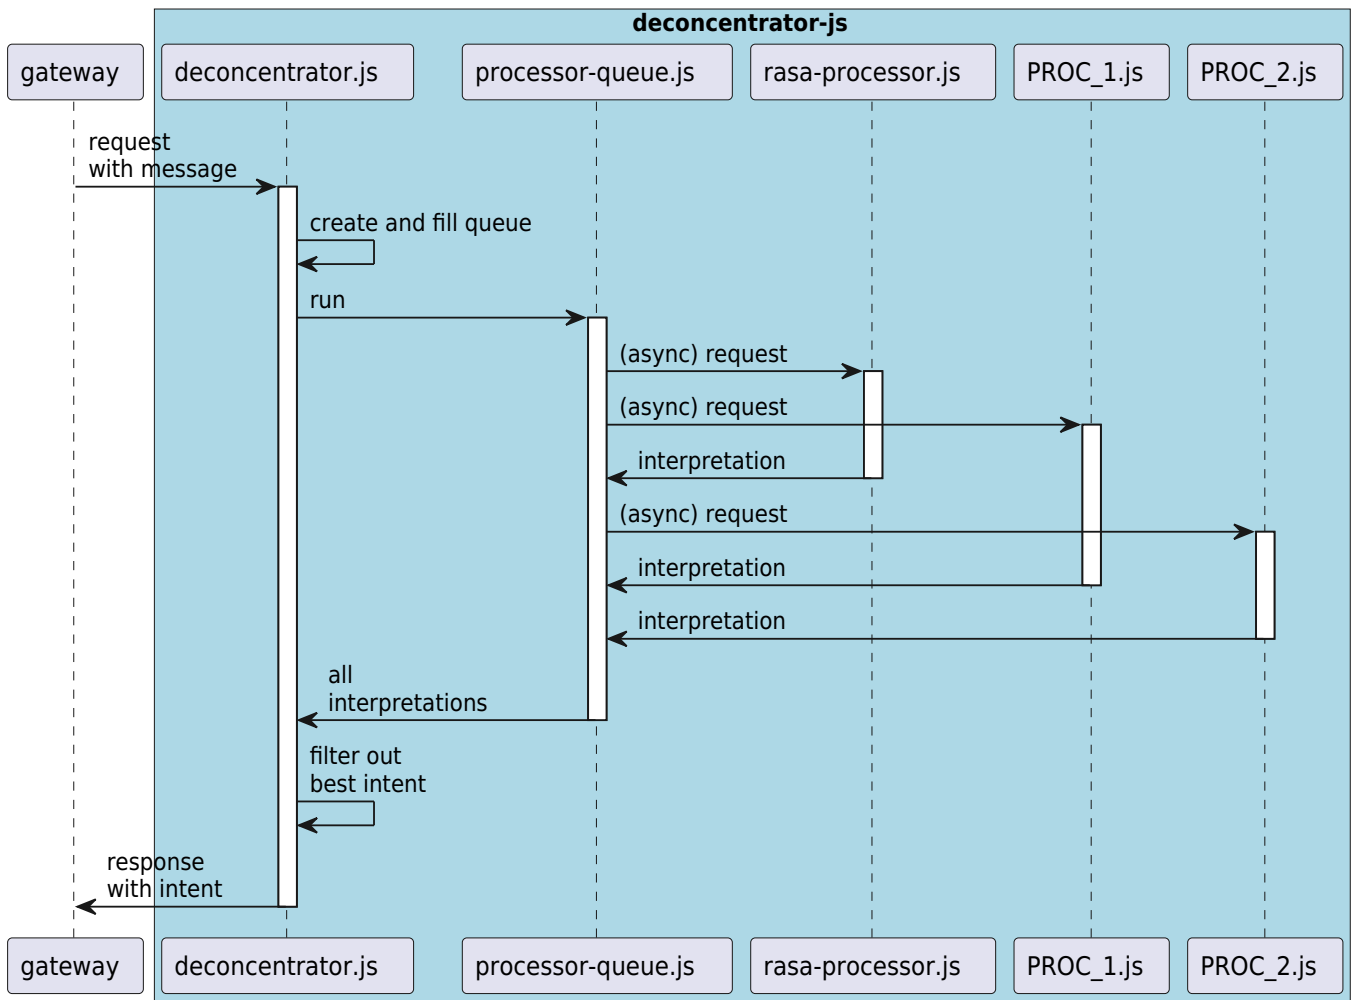 deconcentrator-js
gateway
deconcentrator.js
processor-queue.js
rasa-processor.js
PROC_1.js
PROC_2.js
request
with message
create and fill queue
run
(async) request
(async) request
interpretation
(async) request
interpretation
interpretation
all
interpretations
filter out
best intent
response
with intent
gateway
deconcentrator.js
processor-queue.js
rasa-processor.js
PROC_1.js
PROC_2.js